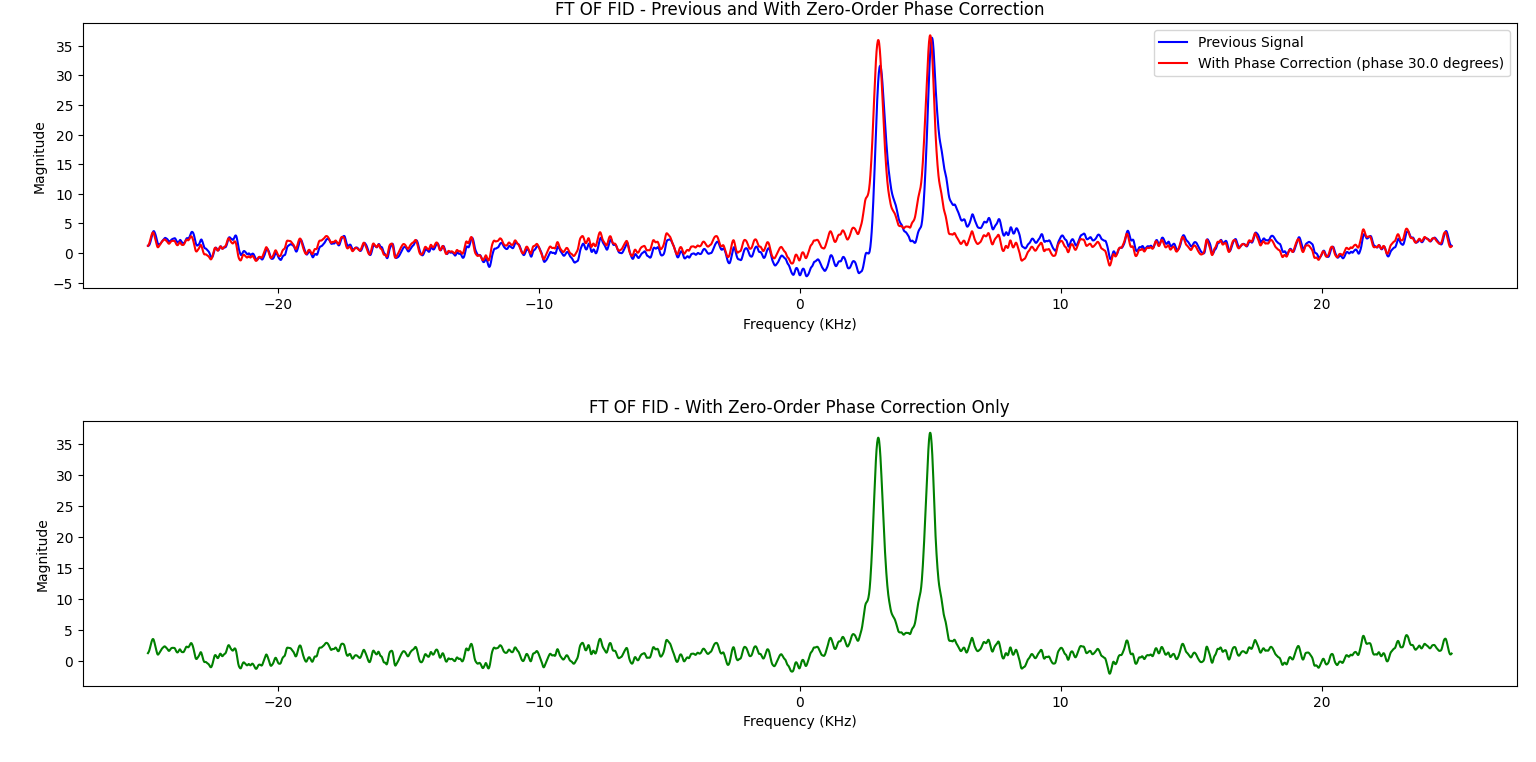 FT OF FID - Previous and With Zero-Order Phase Correction
Previous Signal
With Phase Correction (phase 30.0 degrees)
Magnitude
35
30
25
20
15
10
5
0
−5
−20 −10 0 10 20
Frequency (KHz)
FT OF FID - With Zero-Order Phase Correction Only
Magnitude
35
30
25
20
15
10
5
0
−20 −10 0 10 20
Frequency (KHz)